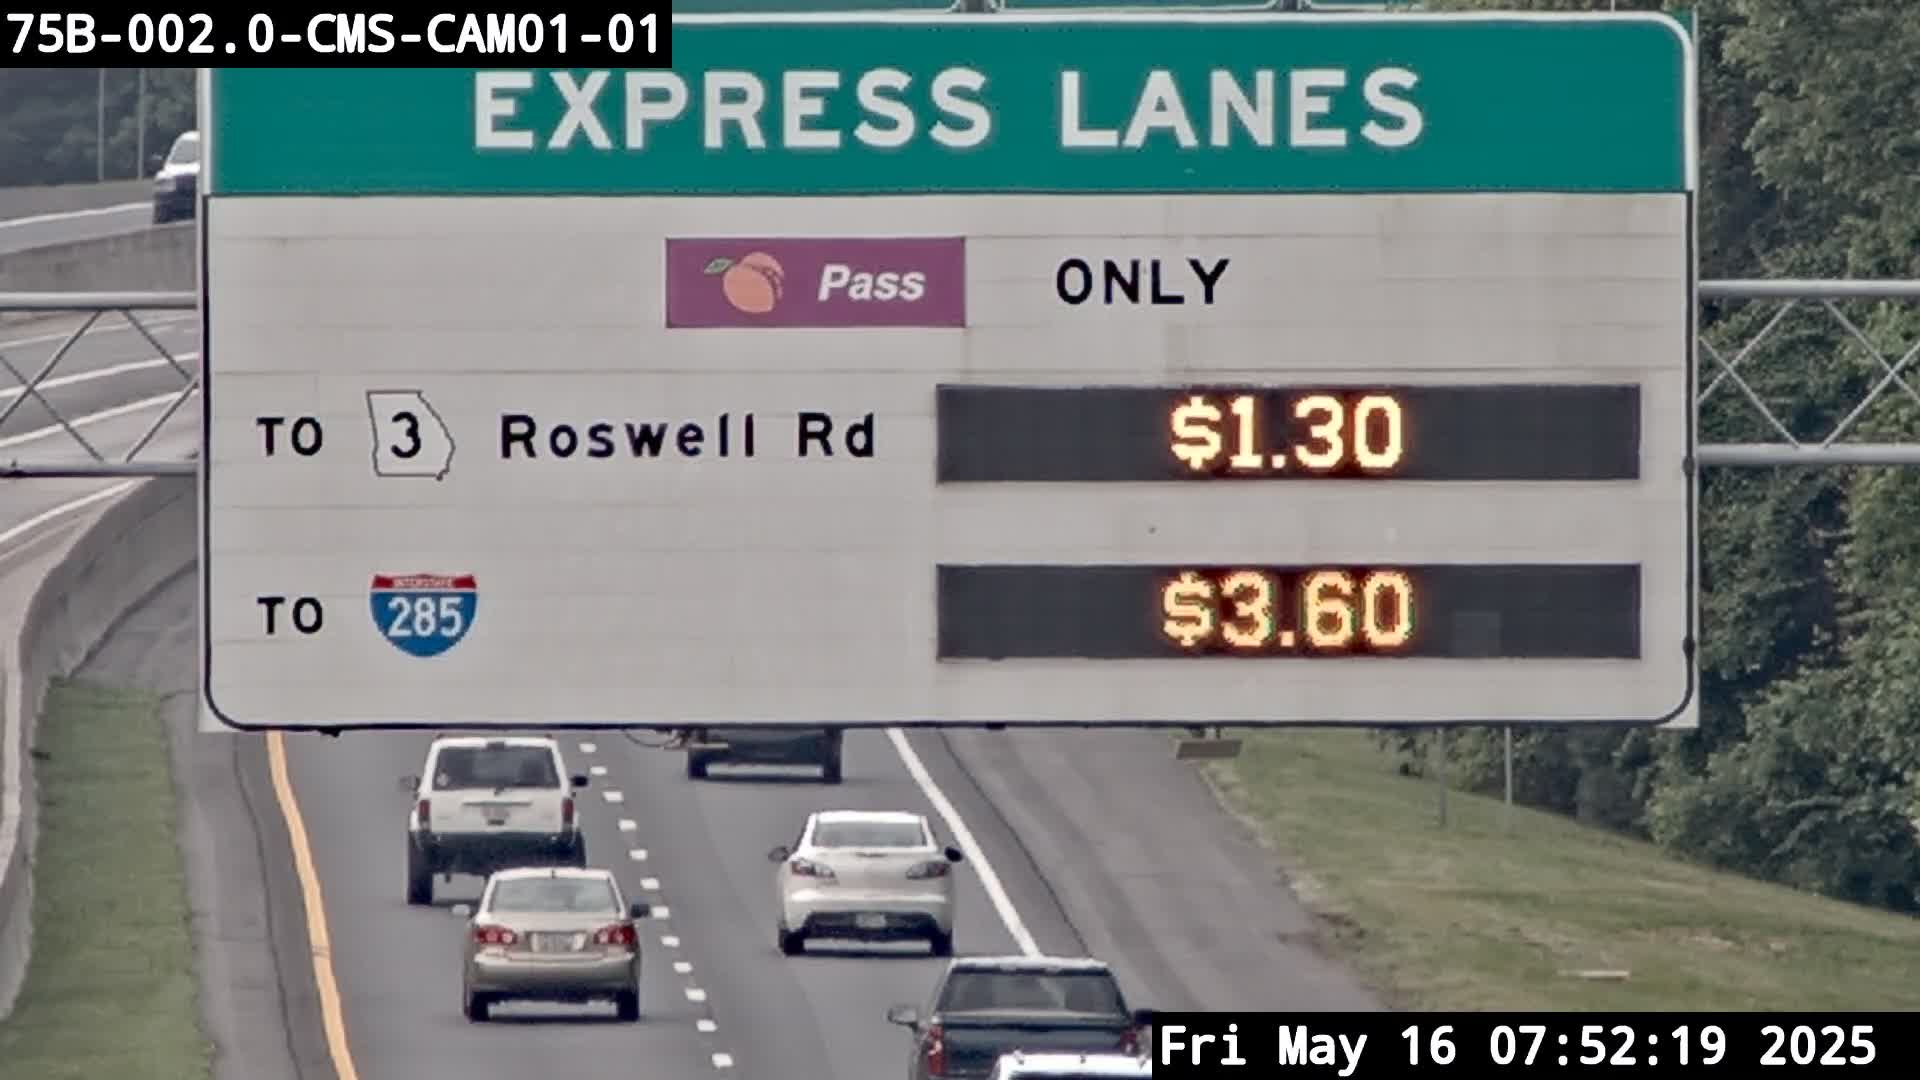 75B-002.0-CMS-CAM01-01
EXPRESS LANES
Pass ONLY
TO 3 Roswell Rd $1.30
INTERSTATE
TO 285 $3.60
Fri May 16 07:52:19 2025